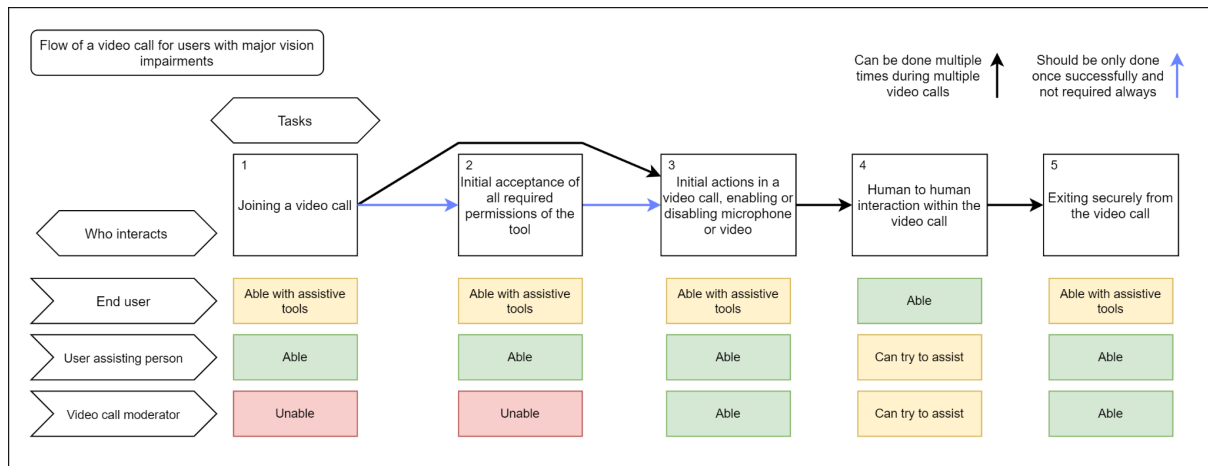 Flow of a video call for users with major vision
impairments
Can be done multiple
times during multiple
video calls
Should be only done
once successfully and
not required always
Tasks
1
Joining a video call
2
Initial acceptance of
all required
permissions of the
tool
3
Initial actions in a
video call, enabling or
disabling microphone
or video
4
Human to human
interaction within the
video call
5
Exiting securely from
the video call
Who interacts
End user
Able with assistive
tools
Able with assistive
tools
Able with assistive
tools
Able
Able with assistive
tools
User assisting person
Able
Able
Able
Can try to assist
Able
Video call moderator
Unable
Unable
Able
Can try to assist
Able